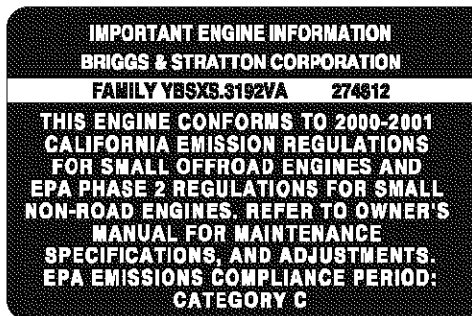 IMPORTANT ENGINE INFORMATION
BRIGGS & STRATTON CORPORATION
FAMILY YBSXS.3192VA 274612
THIS ENGINE CONFORMS TO 2000-2001
CALIFORNIA EMISSION REGULATIONS
FOR SMALL OFFROAD ENGINES AND
EPA PHASE 2 REGULATIONS FOR SMALL
NON-ROAD ENGINES. REFER TO OWNER'S
MANUAL FOR MAINTENANCE
SPECIFICATIONS, AND ADJUSTMENTS.
EPA EMISSIONS COMPLIANCE PERIOD:
CATEGORY C